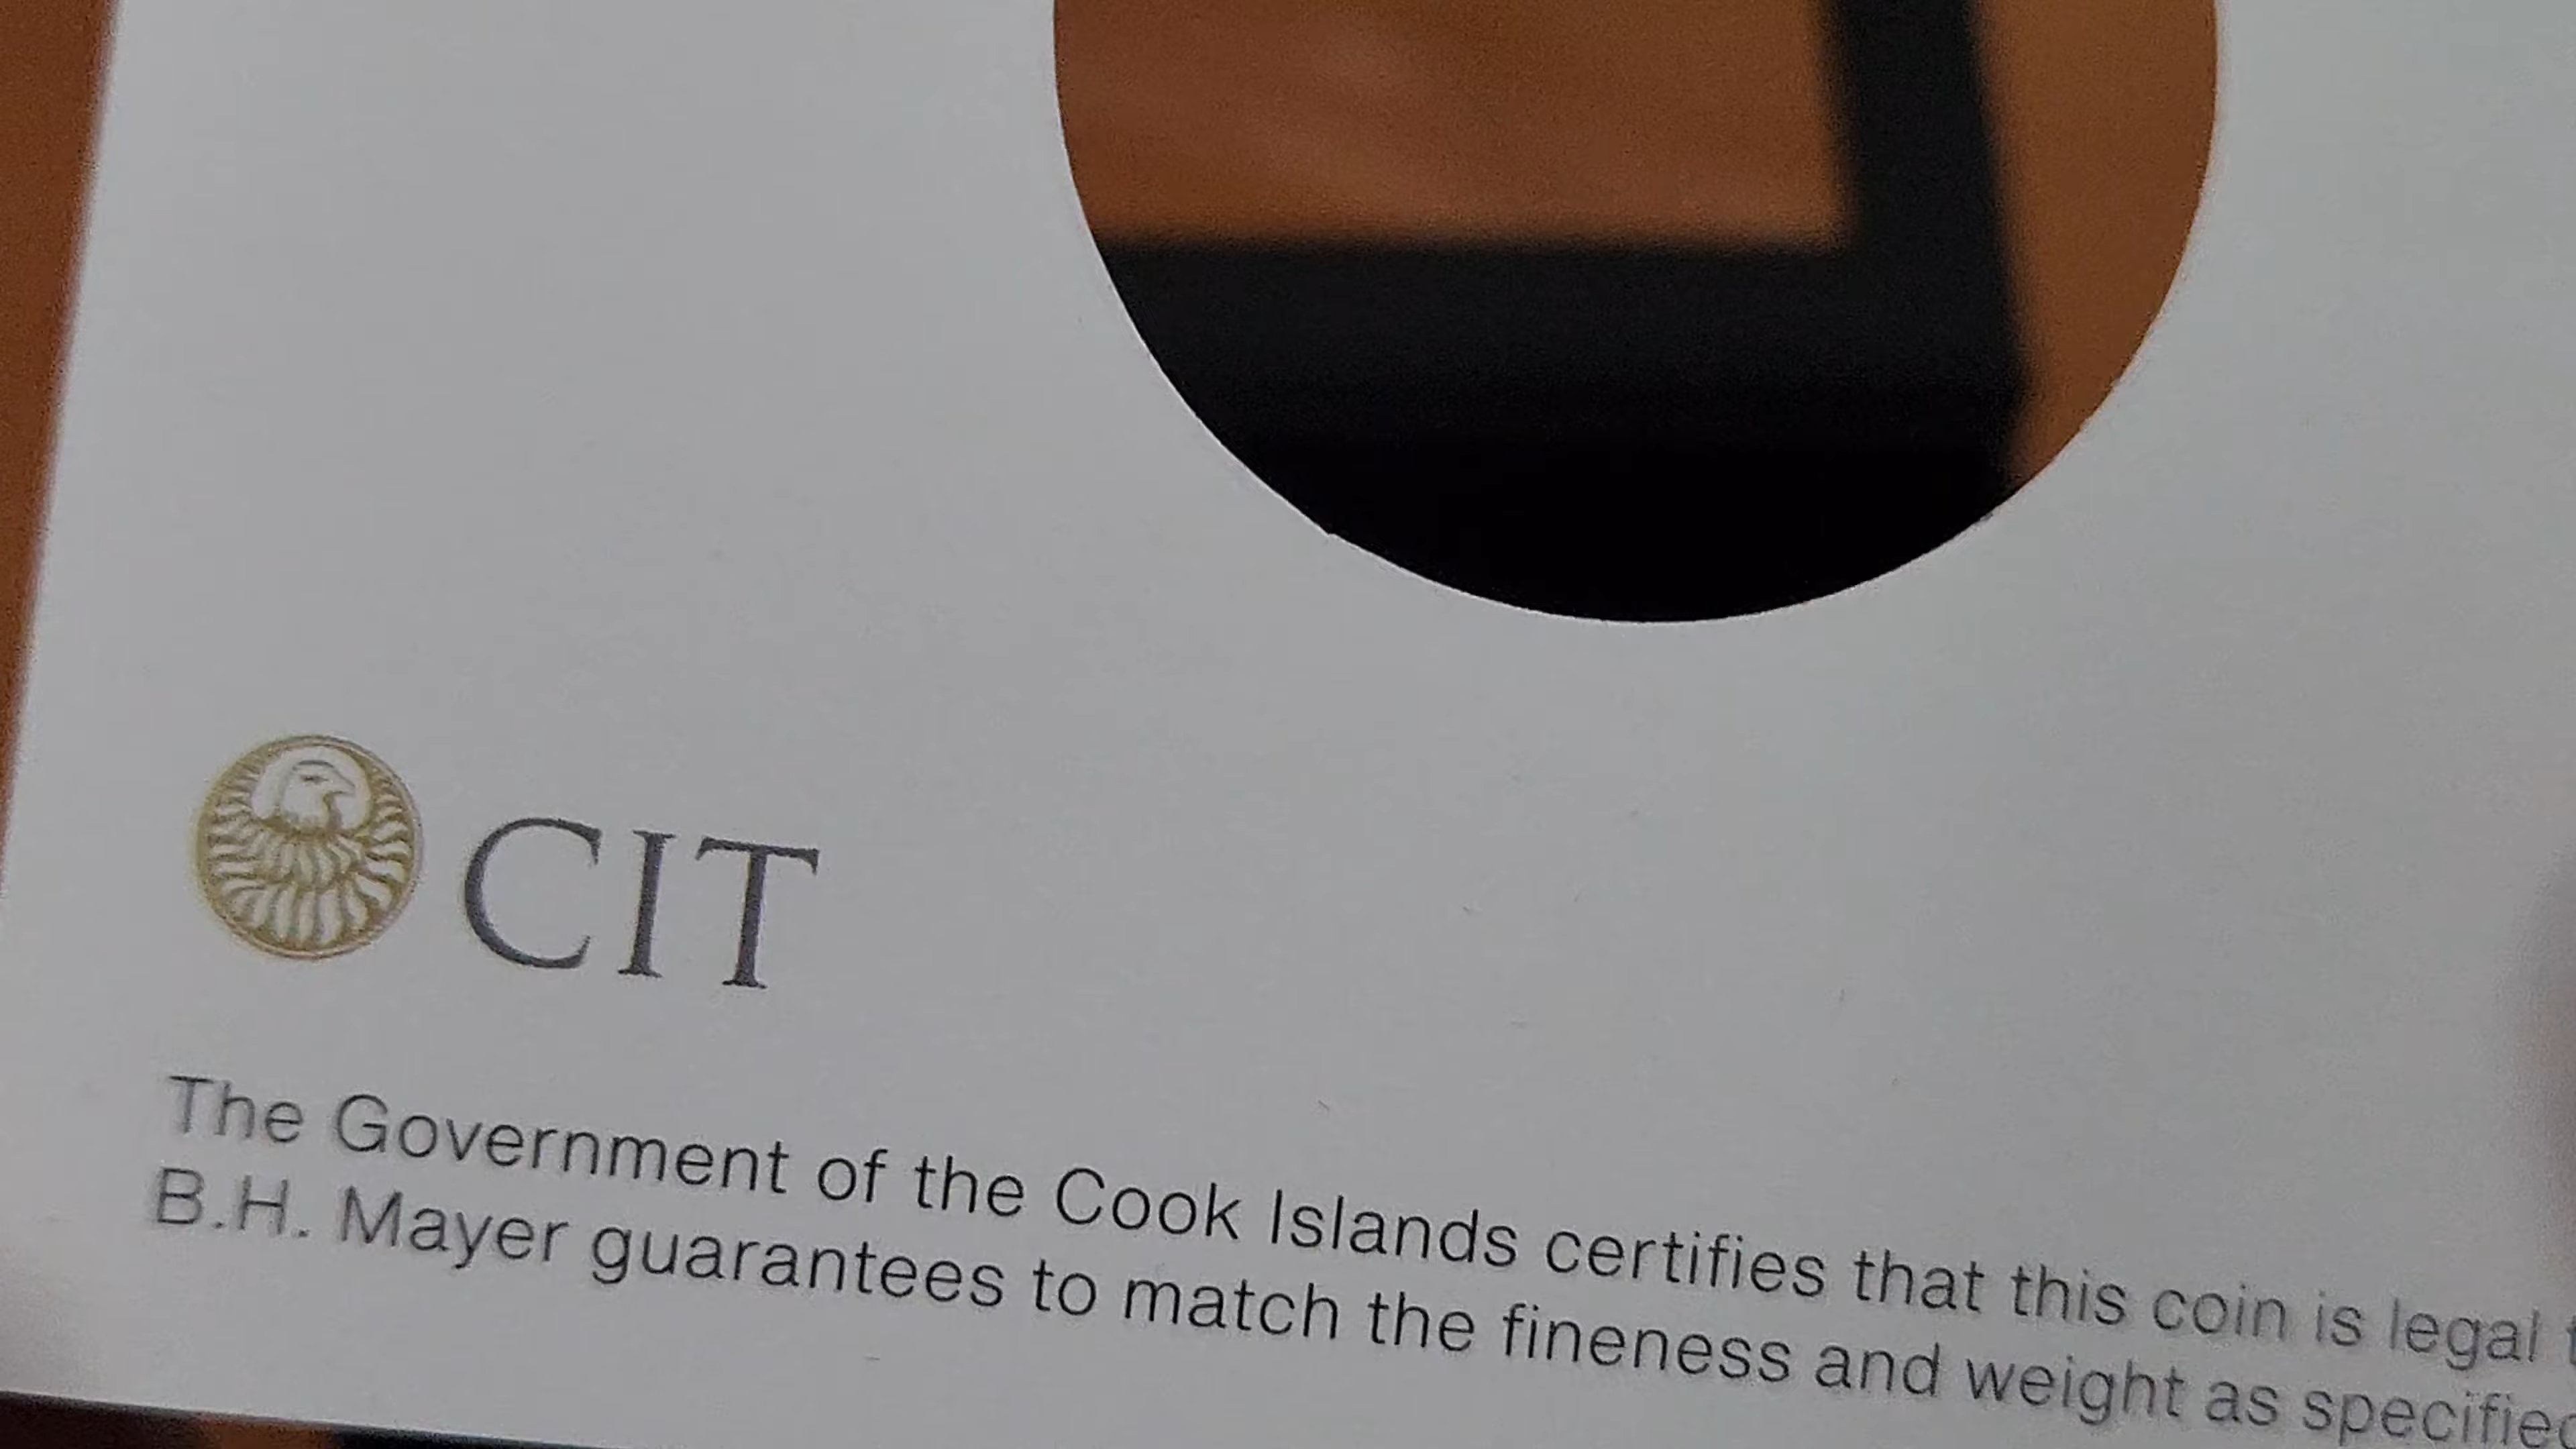 CIT
The Government of the Cook Islands certifies that this coin is legal
B.H. Mayer guarantees to match the fineness and weight as specified